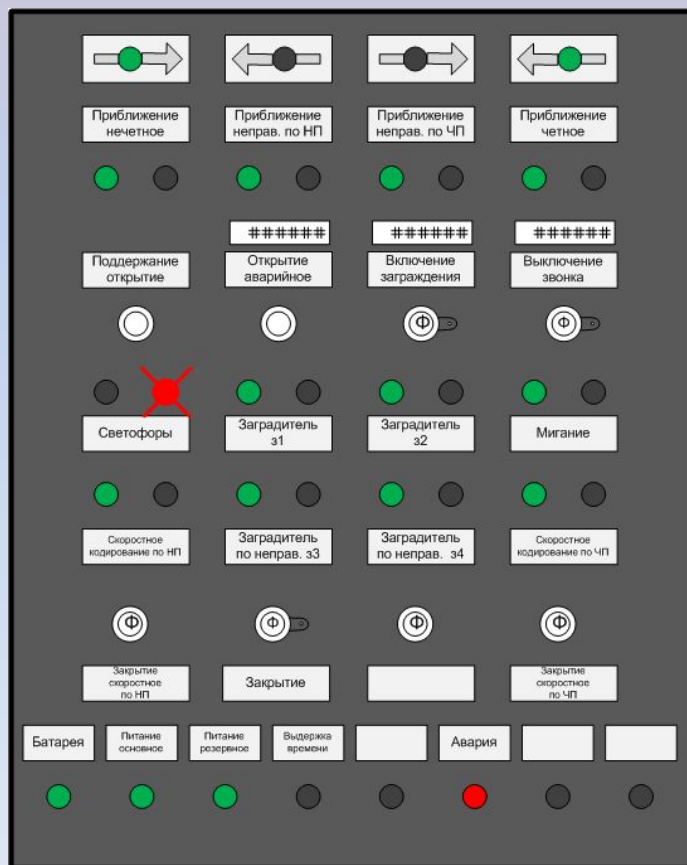 Приближение
нечетное
Приближение
неправ. по НП
Приближение
неправ. по ЧП
Приближение
четное
######
######
######
Поддержание
открытие
Открытие
аварийное
Включение
заграждения
Выключение
звонка
Ф
Ф
Светофоры
Заградитель
з1
Заградитель
з2
Мигание
Скоростное
кодирование по НП
Заградитель
по неправ. з3
Заградитель
по неправ. з4
Скоростное
кодирование по ЧП
Ф
Ф
Ф
Ф
Закрытие
скоростное
по НП
Закрытие
Закрытие
скоростное
по ЧП
Батарея
Питание
основное
Питание
резервное
Выдержка
времени
Авария